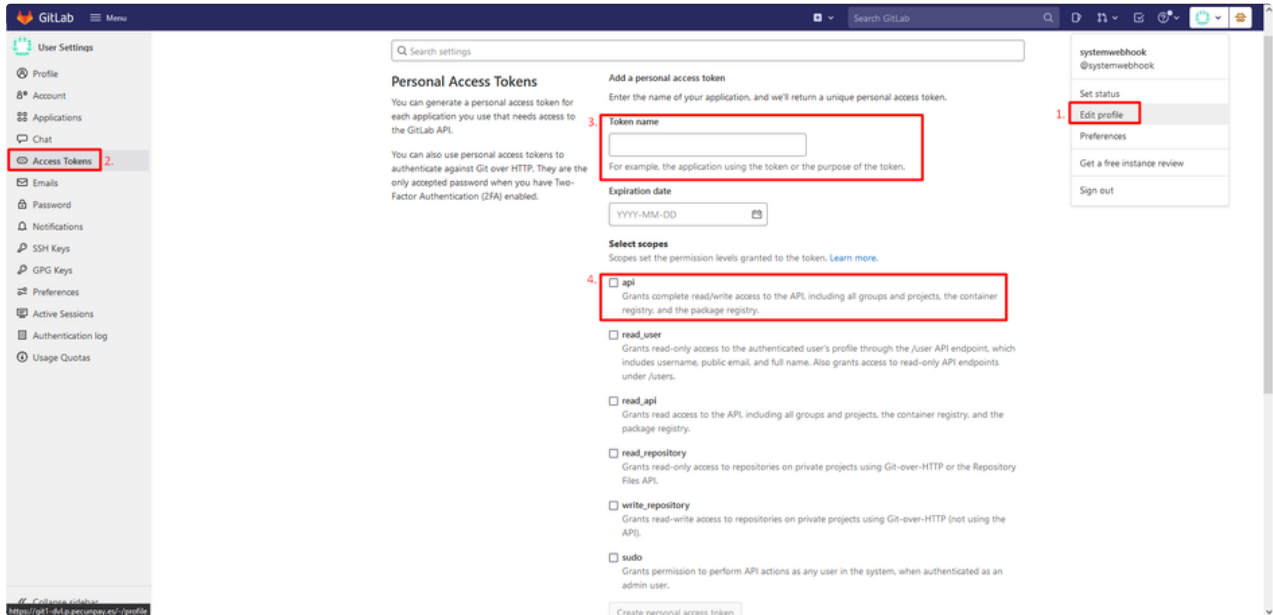 GitLab Menu
Search GitLab
User Settings
Profile
Account
Applications
Chat
Access Tokens 2.
Emails
Password
Notifications
SSH Keys
GPG Keys
Preferences
Active Sessions
Authentication log
Usage Quotas
Collapse sidebar
https://git1-dvl.p.pecunpay.es/-/profile
Search settings
Personal Access Tokens
You can generate a personal access token for
each application you use that needs access to
the GitLab API.
You can also use personal access tokens to
authenticate against Git over HTTP. They are the
only accepted password when you have Two-
Factor Authentication (2FA) enabled.
Add a personal access token
Enter the name of your application, and we'll return a unique personal access token.
3. Token name
For example, the application using the token or the purpose of the token.
Expiration date
YYYY-MM-DD
Select scopes
Scopes set the permission levels granted to the token. Learn more.
4. api
Grants complete read/write access to the API, including all groups and projects, the container
registry, and the package registry.
read_user
Grants read-only access to the authenticated user's profile through the /user API endpoint, which
includes username, public email, and full name. Also grants access to read-only API endpoints
under /users.
read_api
Grants read access to the API, including all groups and projects, the container registry, and the
package registry.
read_repository
Grants read-only access to repositories on private projects using Git-over-HTTP or the Repository
Files API.
write_repository
Grants read-write access to repositories on private projects using Git-over-HTTP (not using the
API).
sudo
Grants permission to perform API actions as any user in the system, when authenticated as an
admin user.
Create personal access token
systemwebhook
@systemwebhook
Set status
1. Edit profile
Preferences
Get a free instance review
Sign out